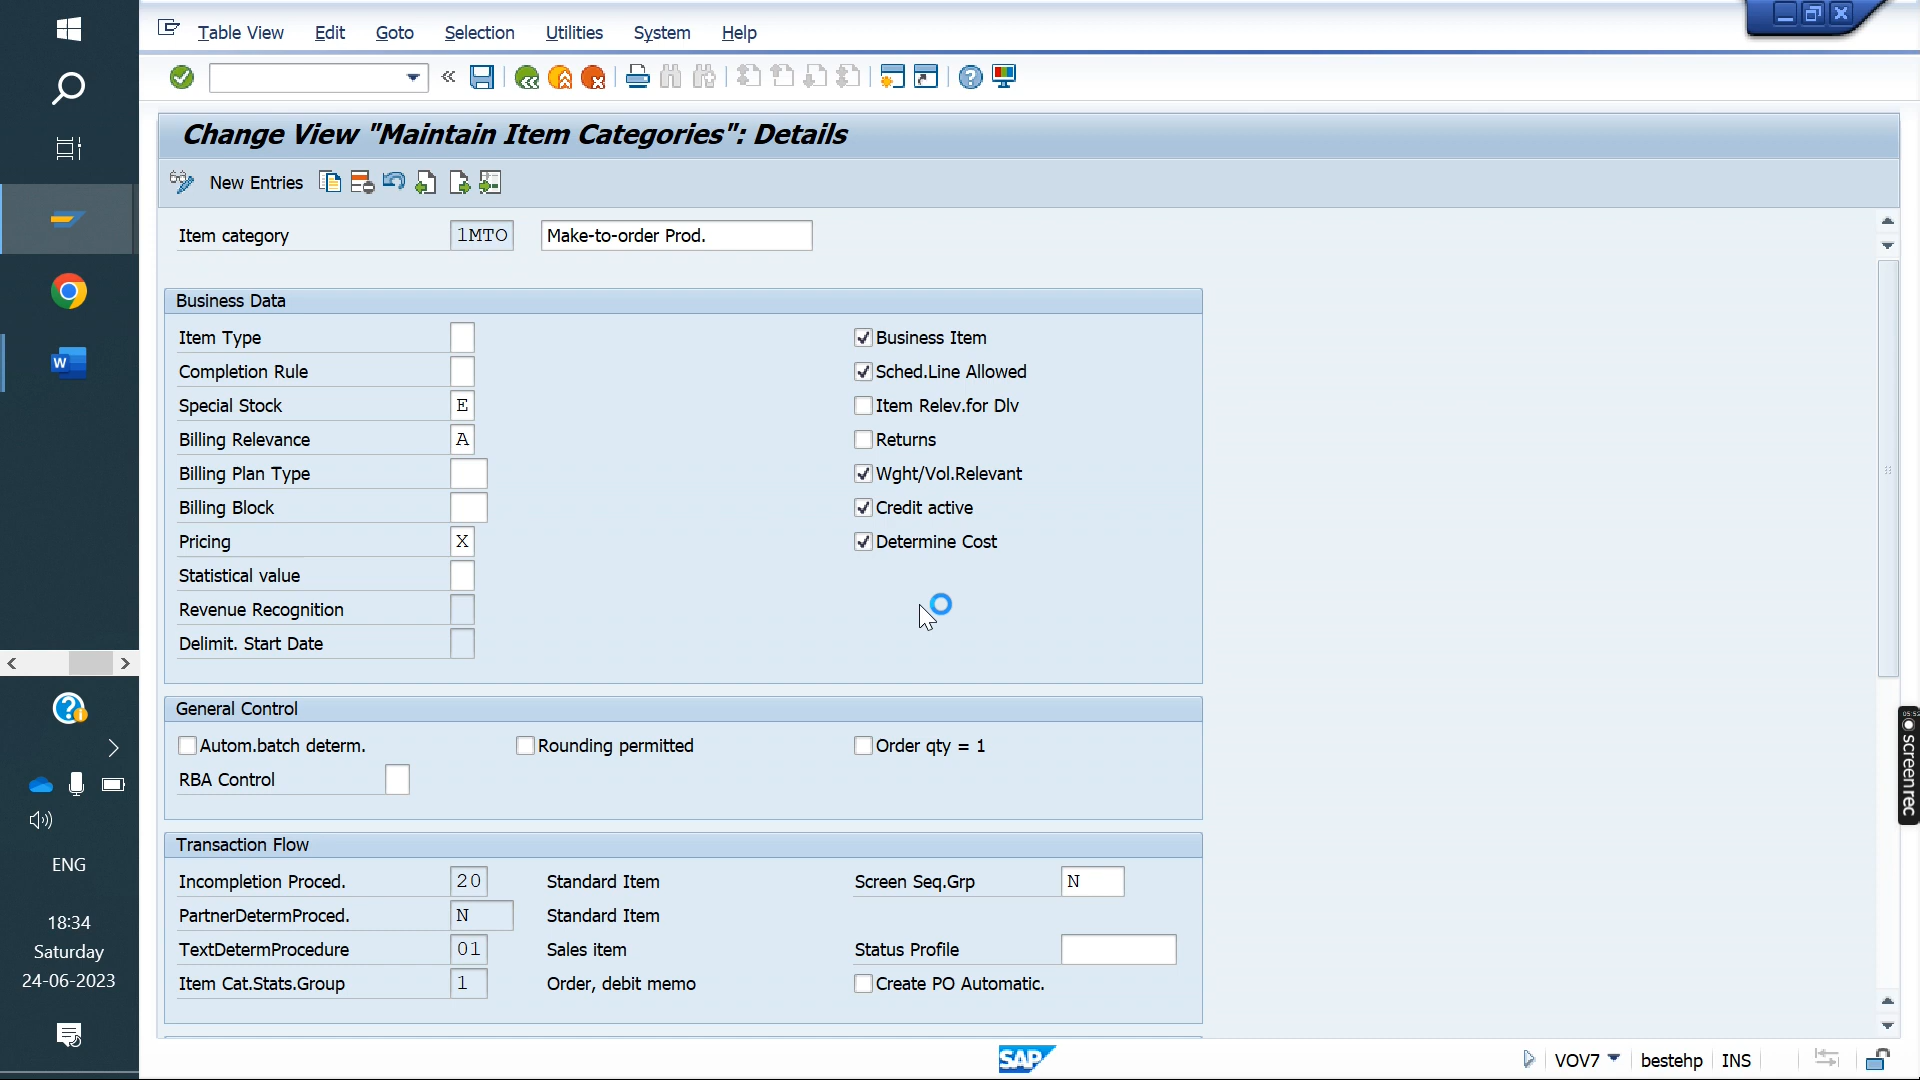 Table View Edit Goto Selection Utilities System Help
Change View "Maintain Item Categories": Details
New Entries
Item category 1MTO Make-to-order Prod.
Business Data
Item Type Business Item
Completion Rule Sched.Line Allowed
Special Stock E Item Relev.for Dlv
Billing Relevance A Returns
Billing Plan Type Wght/Vol.Relevant
Billing Block Credit active
Pricing X Determine Cost
Statistical value
Revenue Recognition
Delimit. Start Date
General Control
Autom.batch determ. Rounding permitted Order qty = 1
RBA Control
Transaction Flow
Incompletion Proced. 20 Standard Item Screen Seq.Grp N
PartnerDetermProced. N Standard Item
TextDetermProcedure 01 Sales item Status Profile
Item Cat.Stats.Group 1 Order, debit memo Create PO Automatic.
SAP VOV7 bestehp INS
W
ENG
18:34
Saturday
24-06-2023
screenrec